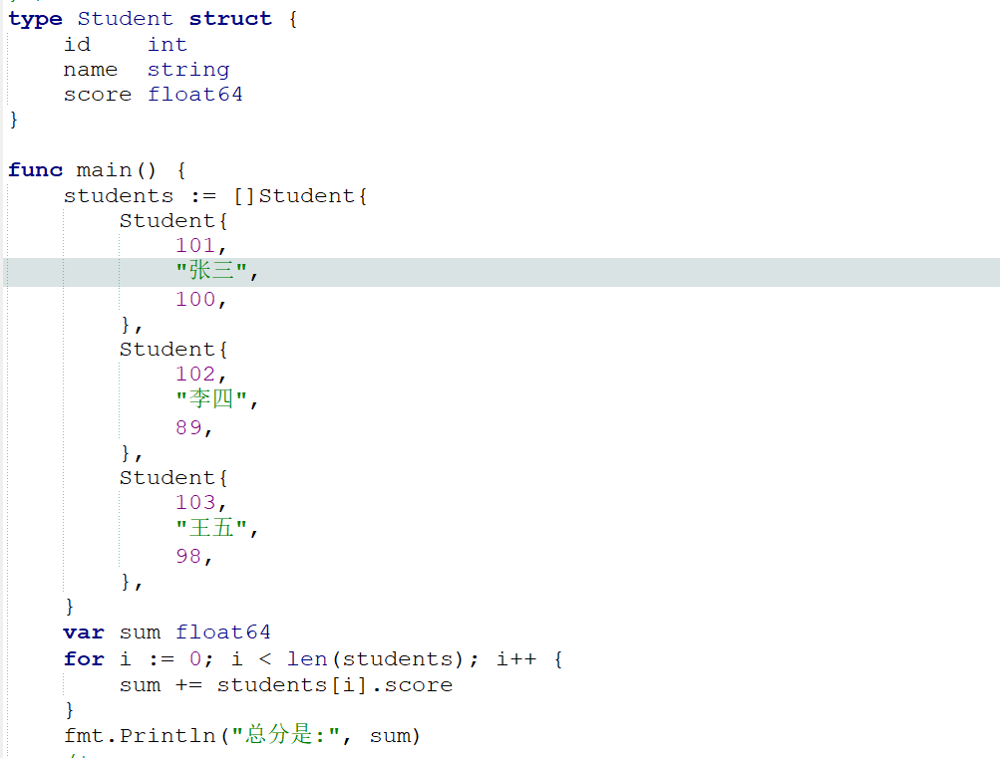 type Student struct {
    id    int
    name  string
    score float64
}
func main() {
    students := []Student{
        Student{
            101,
            "张三",
            100,
        },
        Student{
            102,
            "李四",
            89,
        },
        Student{
            103,
            "王五",
            98,
        },
    }
    var sum float64
    for i := 0; i < len(students); i++ {
        sum += students[i].score
    }
    fmt.Println("总分是:", sum)